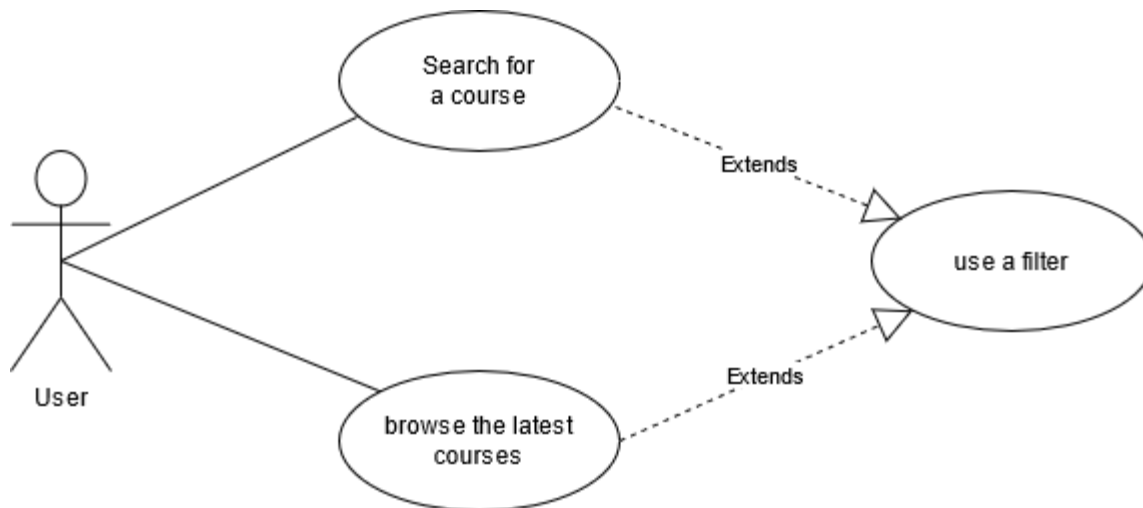 Search for
a course
Extends
use a filter
User
Extends
browse the latest
courses